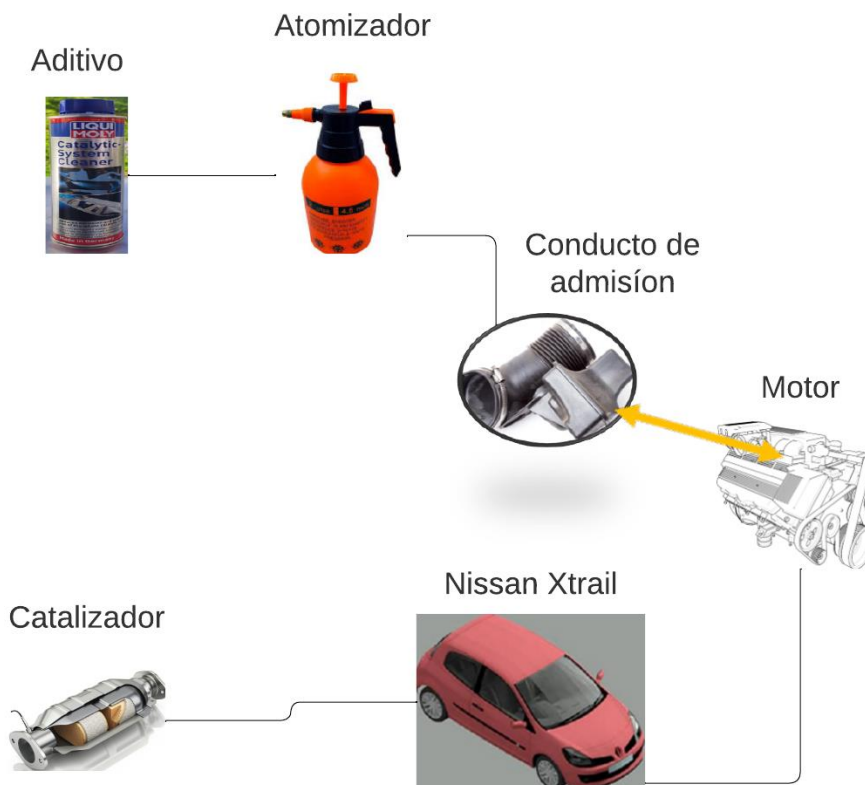 Atomizador
Aditivo
LIQUI
MOLY
Catalytic-
System
Cleaner
Conducto de
admisíon
Motor
Nissan Xtrail
Catalizador